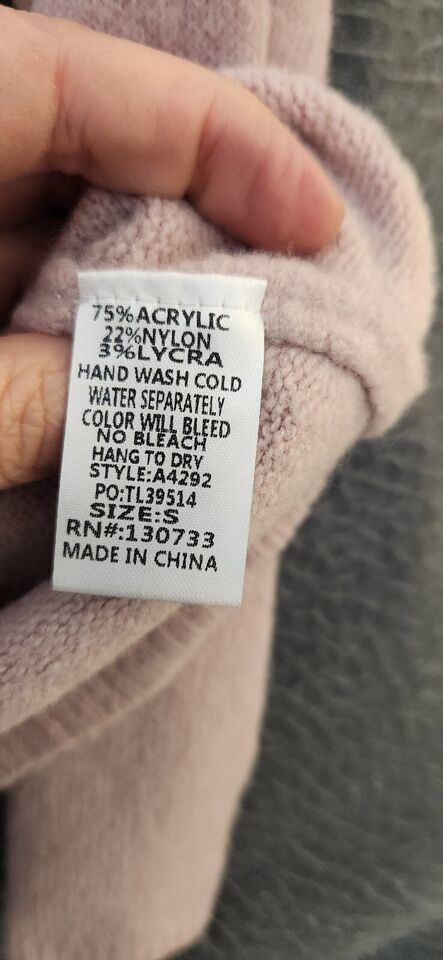 75%ACRYLIC
22%NYLON
3%LYCRA
HAND WASH COLD
WATER SEPARATELY
COLOR WILL BLEED
NO BLEACH
HANG TO DRY
STYLE:A4292
PO:TL39514
SIZE:S
RN#:130733
MADE IN CHINA